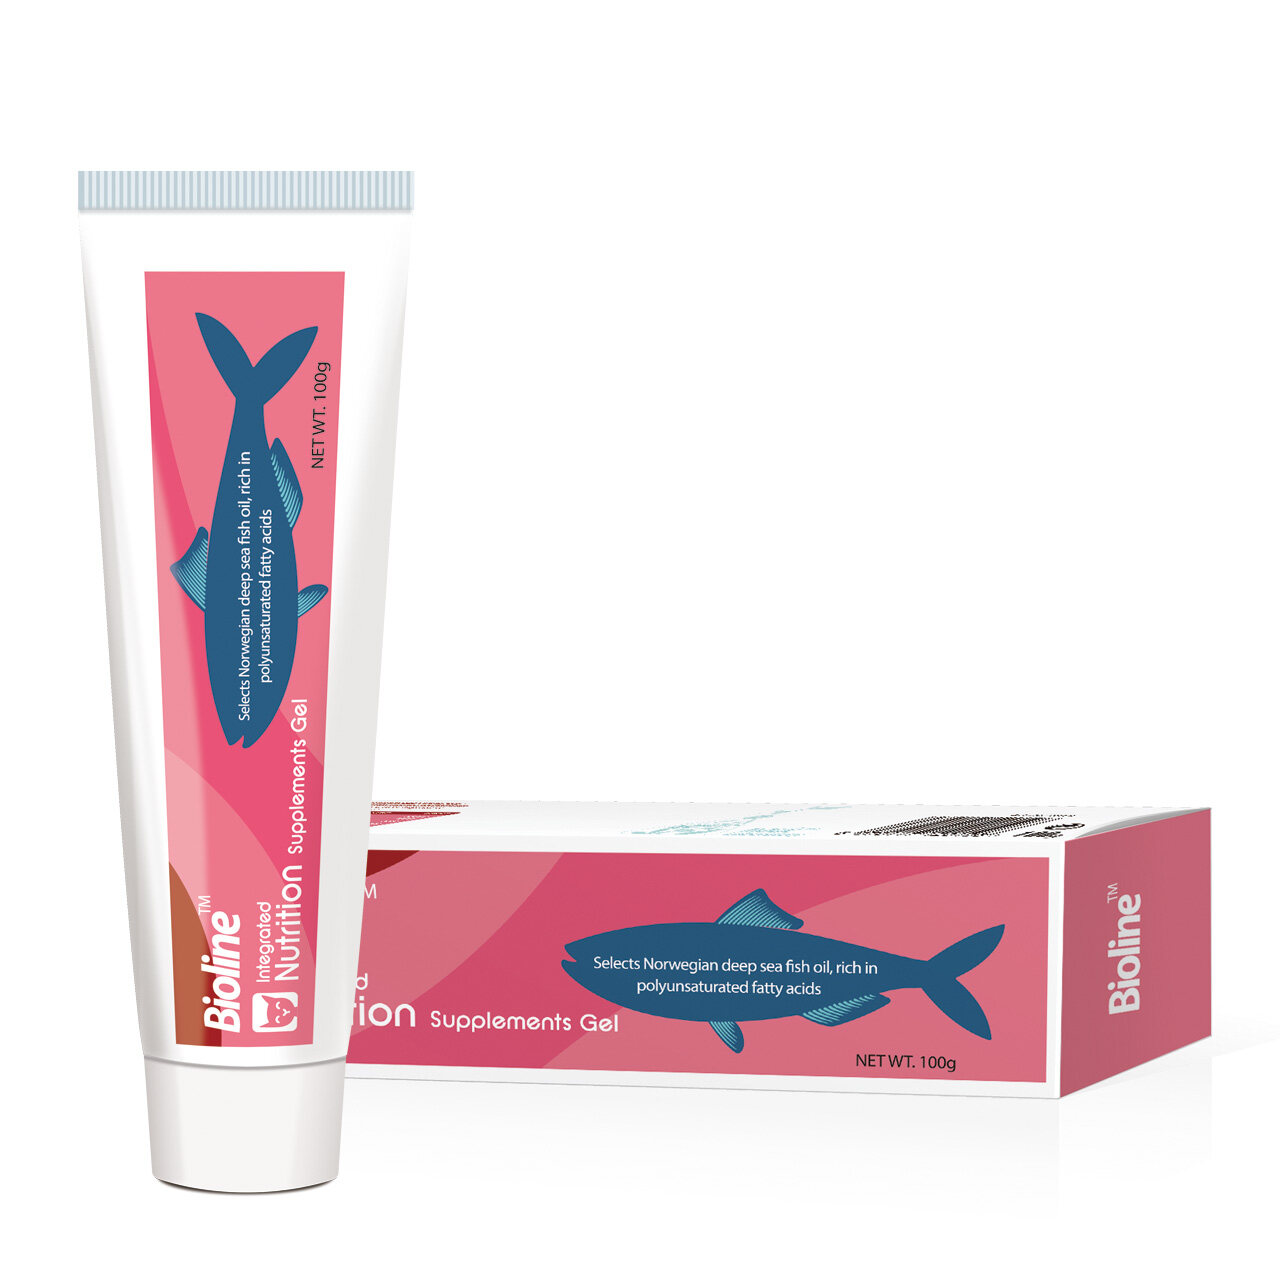 Bioline™
Integrated
Nutrition Supplements Gel
Selects Norwegian deep sea fish oil, rich in
polyunsaturated fatty acids
NET WT. 100g
TM
d
tion Supplements Gel
Selects Norwegian deep sea fish oil, rich in
polyunsaturated fatty acids
NET WT. 100g
Bioline™